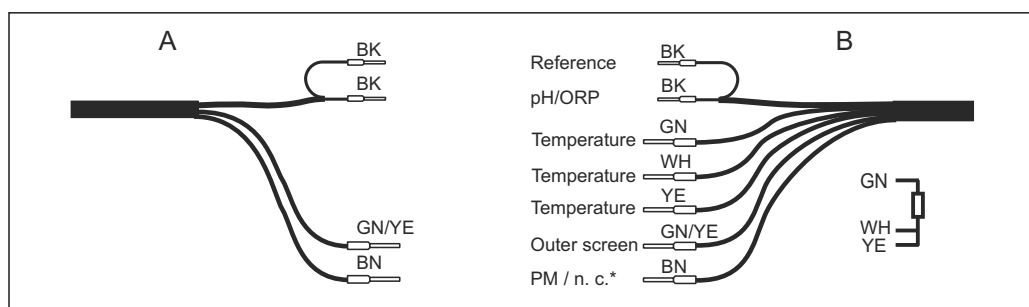 A
BK
BK
GN/YE
BN
B
Reference BK
pH/ORP BK
Temperature GN
Temperature WH
Temperature YE
Outer screen GN/YE
PM / n. c.* BN
GN
WH
YE